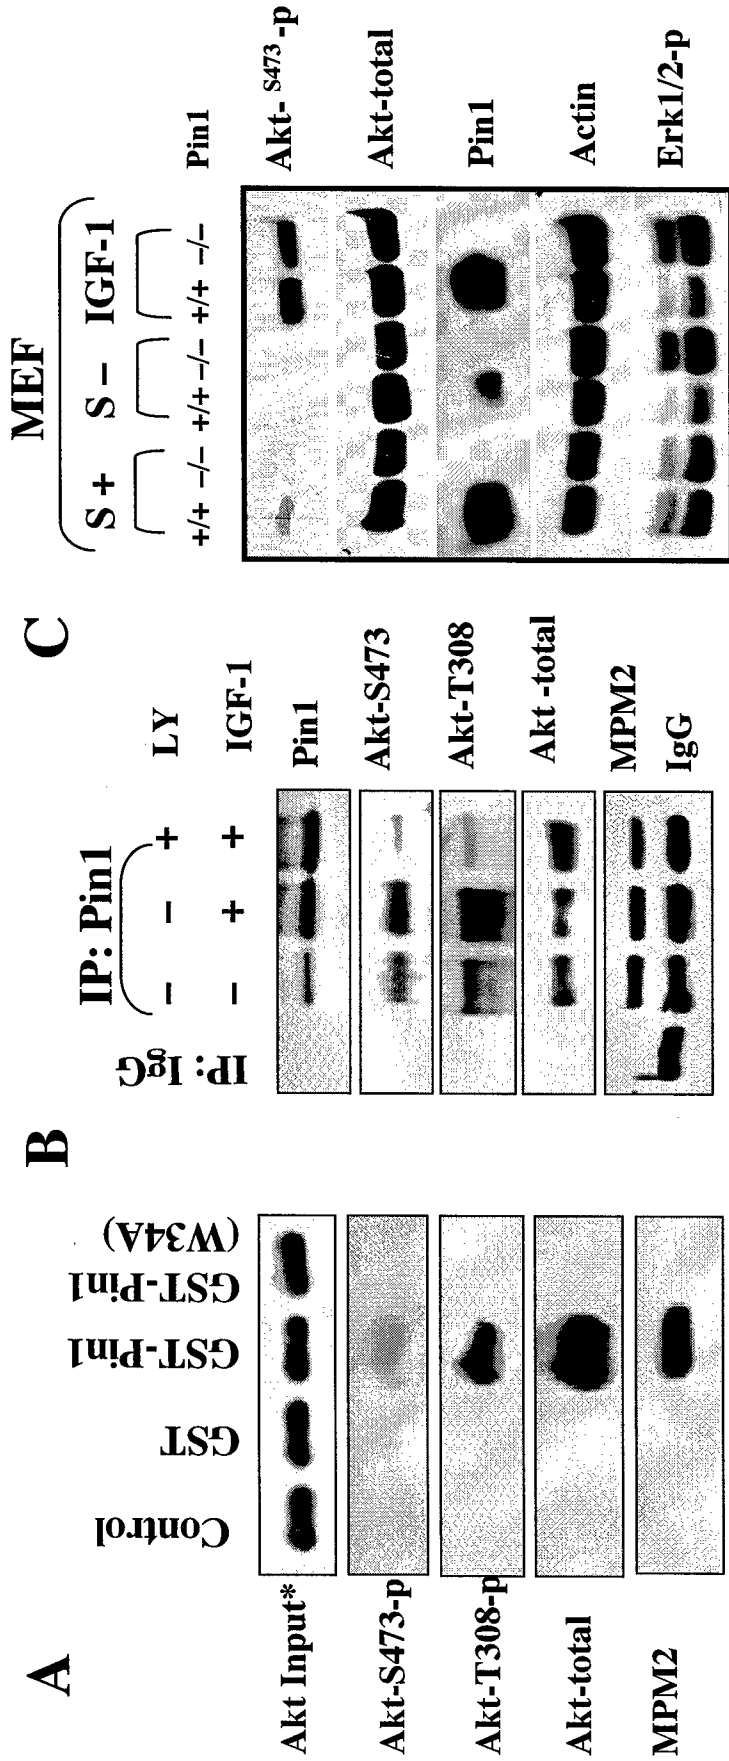 A
Control
GST
GST-Pin1
GST-Pin1
(W34A)
Akt Input*
Akt-S473-p
Akt-T308-p
Akt-total
MPM2
B
IP: IgG
IP: Pin1
– – + LY
– + + IGF-1
Pin1
Akt-S473
Akt-T308
Akt -total
MPM2
IgG
C
MEF
S + S – IGF-1
+/+ –/– +/+ –/– +/+ –/– Pin1
Akt- S473 -p
Akt-total
Pin1
Actin
Erk1/2-p